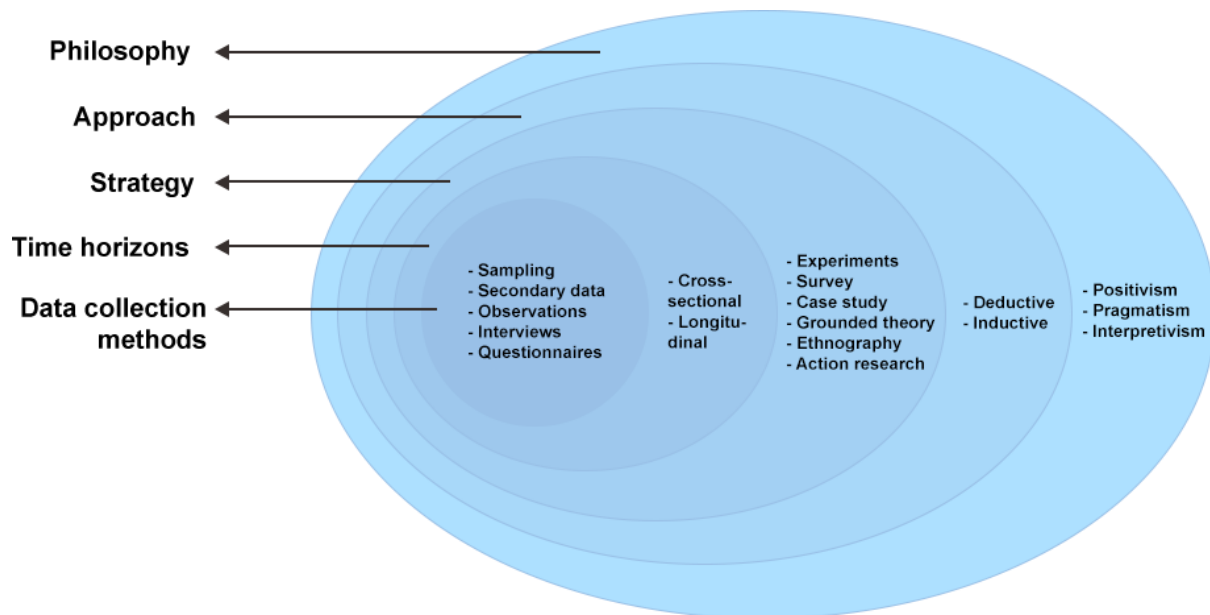 Philosophy
Approach
Strategy
Time horizons
Data collection
methods
- Sampling
- Secondary data
- Observations
- Interviews
- Questionnaires
- Cross-
sectional
- Longitu-
dinal
- Experiments
- Survey
- Case study
- Grounded theory
- Ethnography
- Action research
- Deductive
- Inductive
- Positivism
- Pragmatism
- Interpretivism